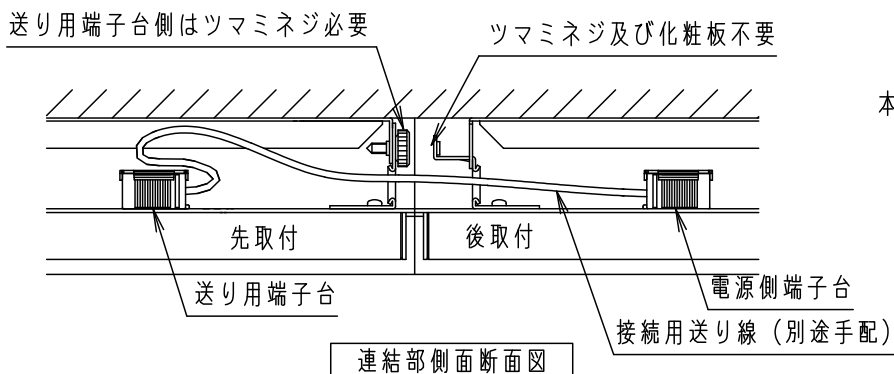 送り用端子台側はツマミネジ必要
ツマミネジ及び化粧板不要
本
先取付
後取付
送り用端子台
電源側端子台
接続用送り線（別途手配）
連結部側面断面図